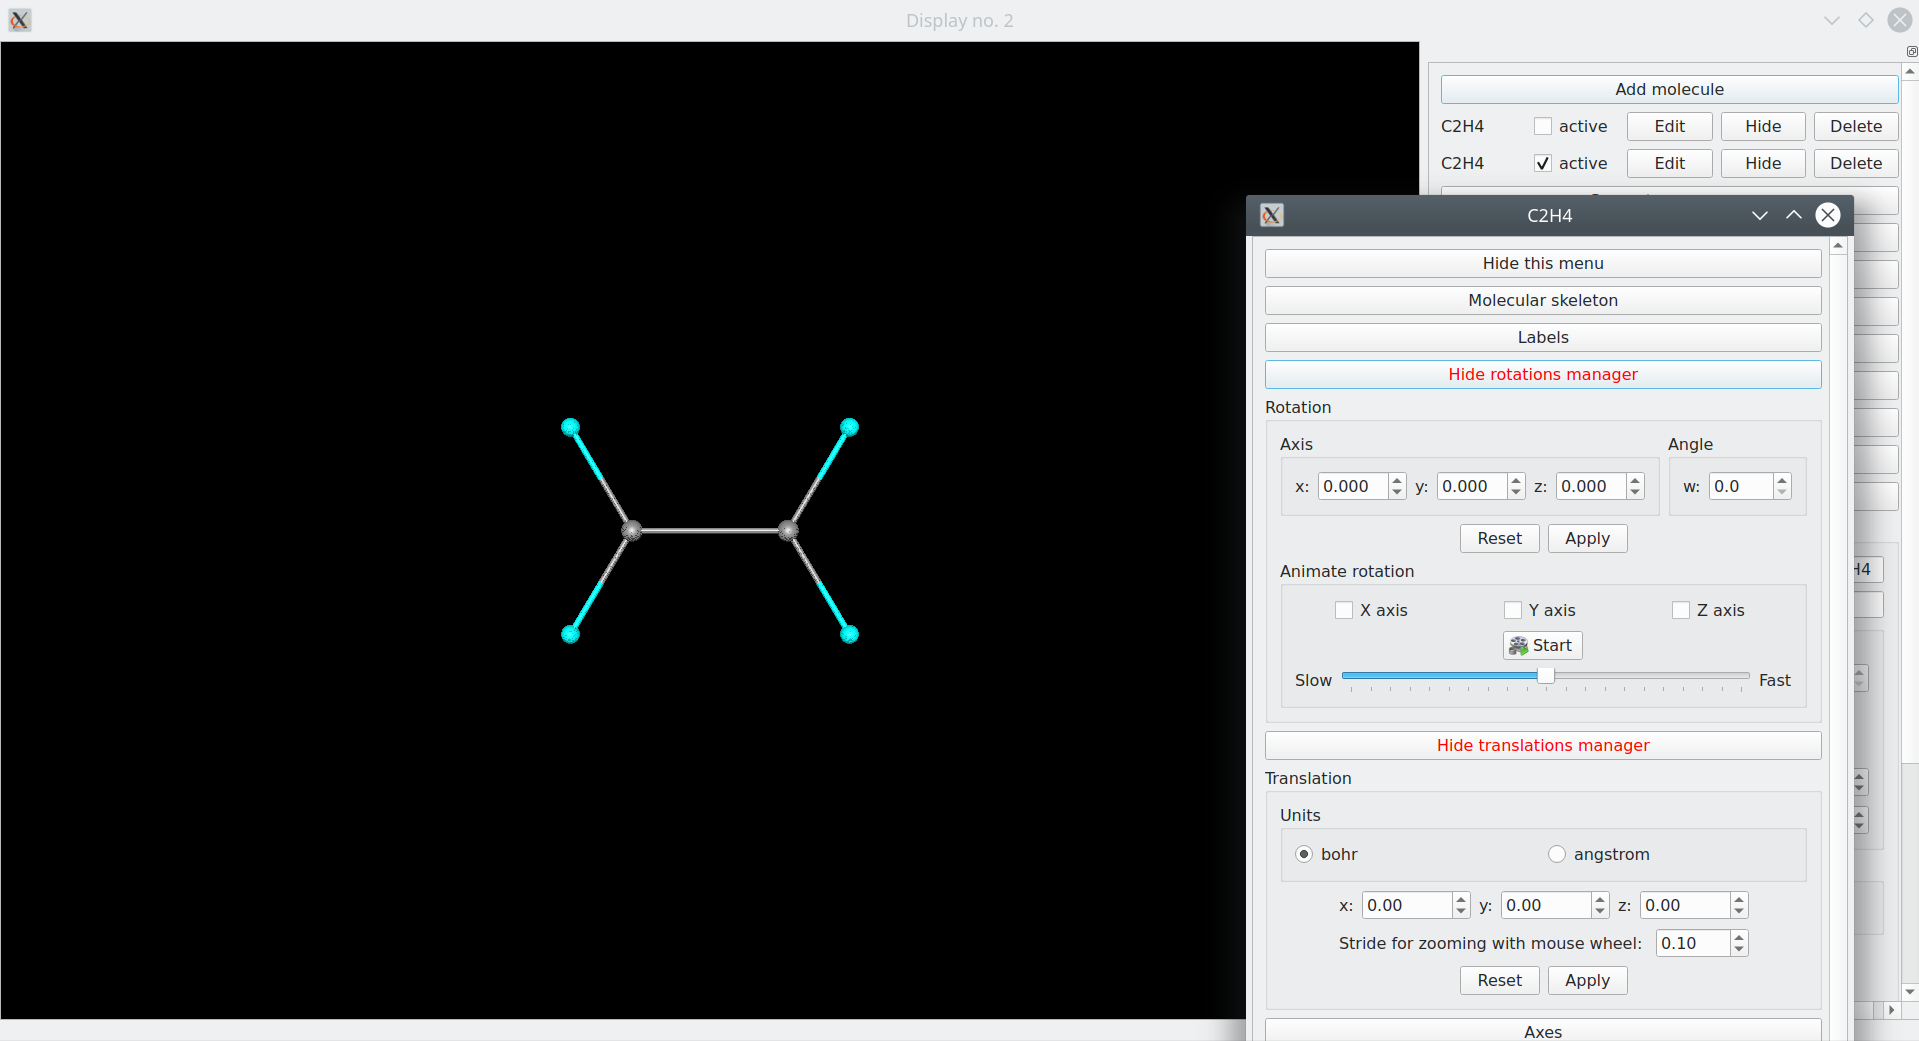 Display no. 2
Add molecule
C2H4 active Edit Hide Delete
C2H4 active Edit Hide Delete
C2H4
Hide this menu
Molecular skeleton
Labels
Hide rotations manager
Rotation
Axis Angle
x: 0.000 y: 0.000 z: 0.000 w: 0.0
Reset Apply
Animate rotation
X axis Y axis Z axis
Start
Slow Fast
Hide translations manager
Translation
Units
bohr angstrom
x: 0.00 y: 0.00 z: 0.00
Stride for zooming with mouse wheel: 0.10
Reset Apply
Axes